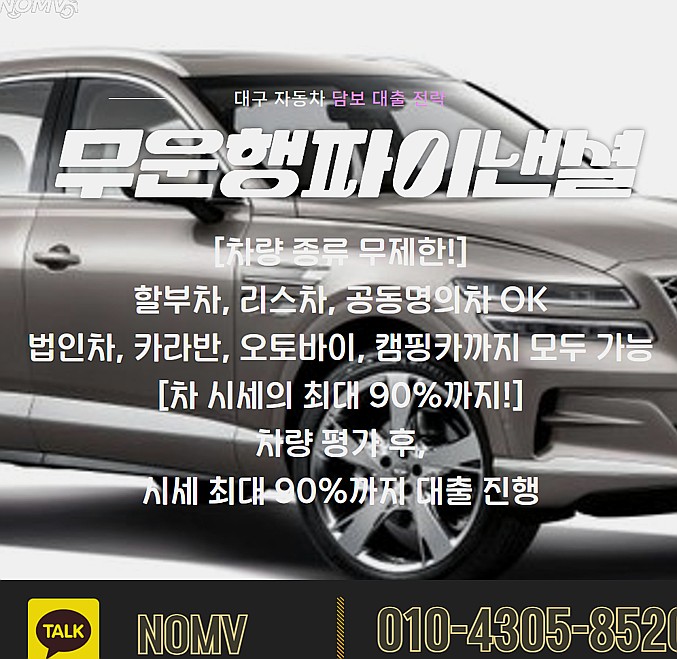 NOMV
대구 자동차 담보 대출 전략
무운행파이낸셜
[차량 종류 무제한!]
할부차, 리스차, 공동명의차 OK
법인차, 카라반, 오토바이, 캠핑카까지 모두 가능
[차 시세의 최대 90%까지!]
차량 평가 후,
시세 최대 90%까지 대출 진행
TALK NOMV 010-4305-8520